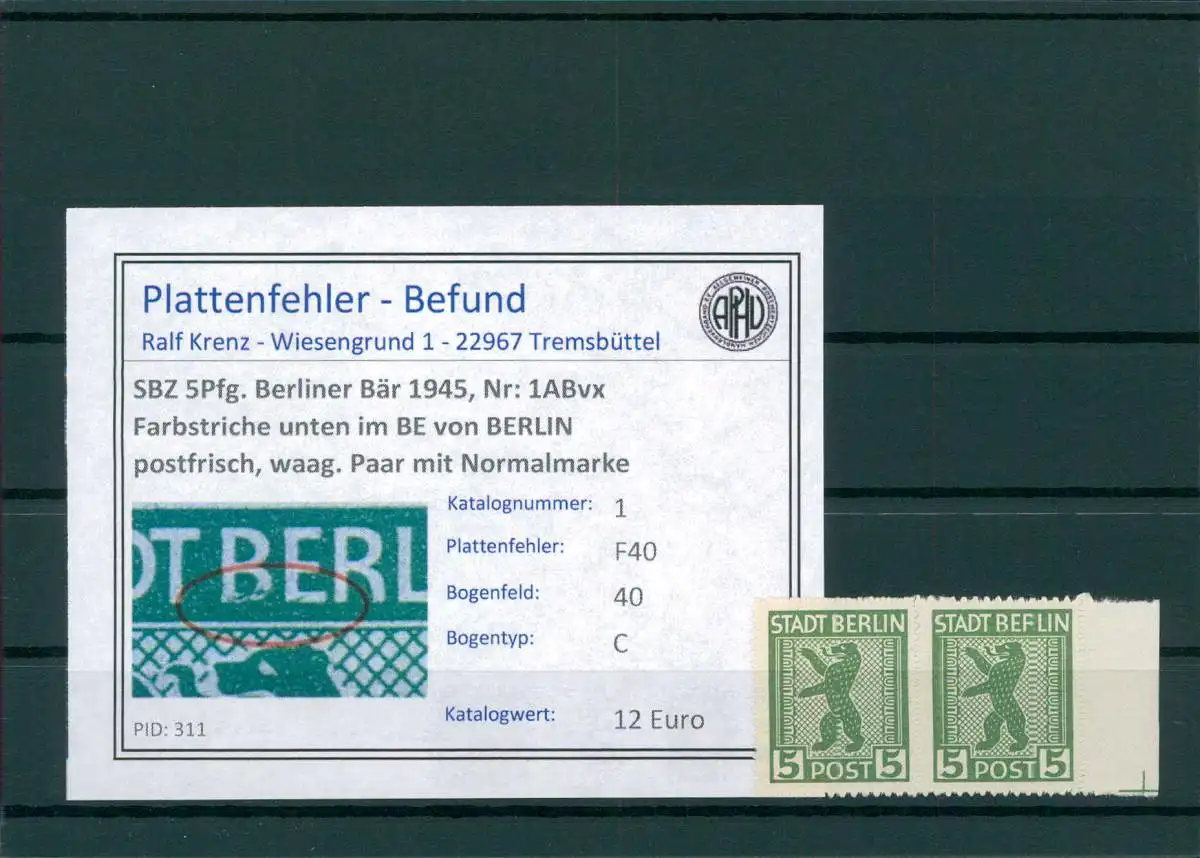 Plattenfehler - Befund
Ralf Krenz - Wiesengrund 1 - 22967 Tremsbüttel
APHV
SBZ 5Pfg. Berliner Bär 1945, Nr: 1ABvx
Farbstriche unten im BE von BERLIN
postfrisch, waag. Paar mit Normalmarke
DT BERL
Katalognummer: 1
Plattenfehler: F40
Bogenfeld: 40
Bogentyp: C
Katalogwert: 12 Euro
PID: 311
STADT BERLIN
5 POST 5
STADT BEFLIN
5 POST 5